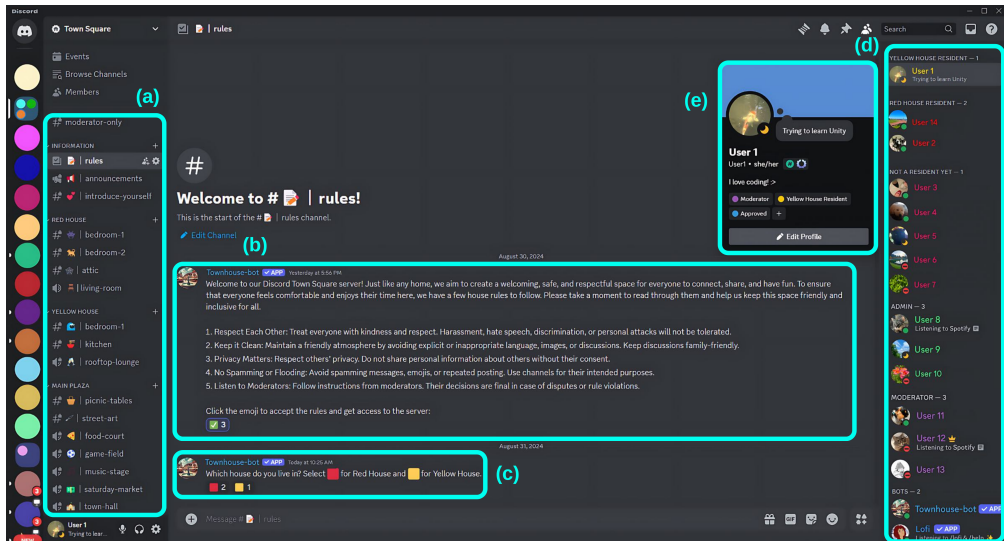 Discord
Town Square
| rules
Search
Events
Browse Channels
Members
(a)
moderator-only
INFORMATION
| rules
| announcements
| introduce-yourself
RED HOUSE
| bedroom-1
| bedroom-2
| attic
| living-room
YELLOW HOUSE
| bedroom-1
| kitchen
| rooftop-lounge
MAIN PLAZA
| picnic-tables
| street-art
| food-court
| game-field
music-stage
| saturday-market
| town-hall
User 1
Trying to lear...
3
3
NEW
Welcome to # | rules!
This is the start of the # | rules channel.
Edit Channel
(b)
August 30, 2024
Townhouse-bot ✓ APP Yesterday at 5:56 PM
Welcome to our Discord Town Square server! Just like any home, we aim to create a welcoming, safe, and respectful space for everyone to connect, share, and have fun. To ensure
that everyone feels comfortable and enjoys their time here, we have a few house rules to follow. Please take a moment to read through them and help us keep this space friendly and
inclusive for all.
1. Respect Each Other: Treat everyone with kindness and respect. Harassment, hate speech, discrimination, or personal attacks will not be tolerated.
2. Keep it Clean: Maintain a friendly atmosphere by avoiding explicit or inappropriate language, images, or discussions. Keep discussions family-friendly.
3. Privacy Matters: Respect others' privacy. Do not share personal information about others without their consent.
4. No Spamming or Flooding: Avoid spamming messages, emojis, or repeated posting. Use channels for their intended purposes.
5. Listen to Moderators: Follow instructions from moderators. Their decisions are final in case of disputes or rule violations.
Click the emoji to accept the rules and get access to the server:
3
August 31, 2024
Townhouse-bot ✓ APP Today at 10:25 AM
Which house do you live in? Select for Red House and for Yellow House.
2 1
(c)
Message # | rules
GIF
(e)
Trying to learn Unity
User 1
User1 • she/her
I love coding! :>
Moderator
Yellow House Resident
Approved +
Edit Profile
(d)
YELLOW HOUSE RESIDENT — 1
User 1
Trying to learn Unity
RED HOUSE RESIDENT — 2
User 14
User 2
NOT A RESIDENT YET — 1
User 3
User 4
User 5
User 6
User 7
ADMIN — 3
User 8
Listening to Spotify
User 9
User 10
MODERATOR — 3
User 11
User 12
Listening to Spotify
User 13
BOTS — 2
Townhouse-bot ✓ APP
Lofi ✓ APP
Listening to /lofi & /help